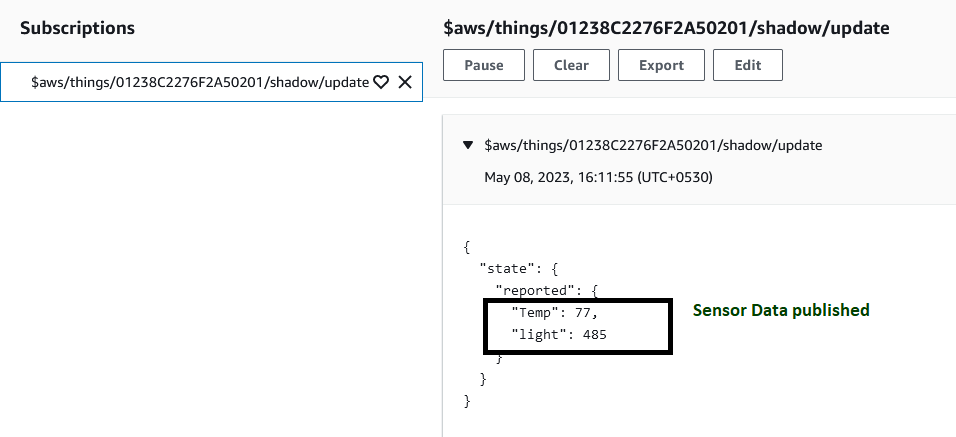 Subscriptions
$aws/things/01238C2276F2A50201/shadow/update
$aws/things/01238C2276F2A50201/shadow/update
Pause Clear Export Edit
$aws/things/01238C2276F2A50201/shadow/update
May 08, 2023, 16:11:55 (UTC+0530)
{
"state": {
"reported": {
"Temp": 77,
"light": 485
}
}
}
Sensor Data published